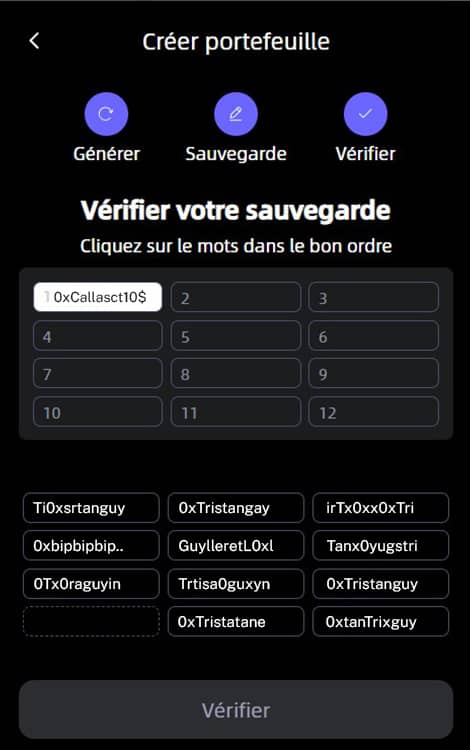 Créer portefeuille
Générer Sauvegarde Vérifier
Vérifier votre sauvegarde
Cliquez sur le mots dans le bon ordre
1 0xCallasct10$ 2 3
4 5 6
7 8 9
10 11 12
Ti0xsrtanguy 0xTristangay irTx0xx0xTri
0xbipbipbip.. GuylleretL0xl Tanx0yugstri
0Tx0raguyin Trtisa0guxyn 0xTristanguy
0xTristatane 0xtanTrixguy
Vérifier